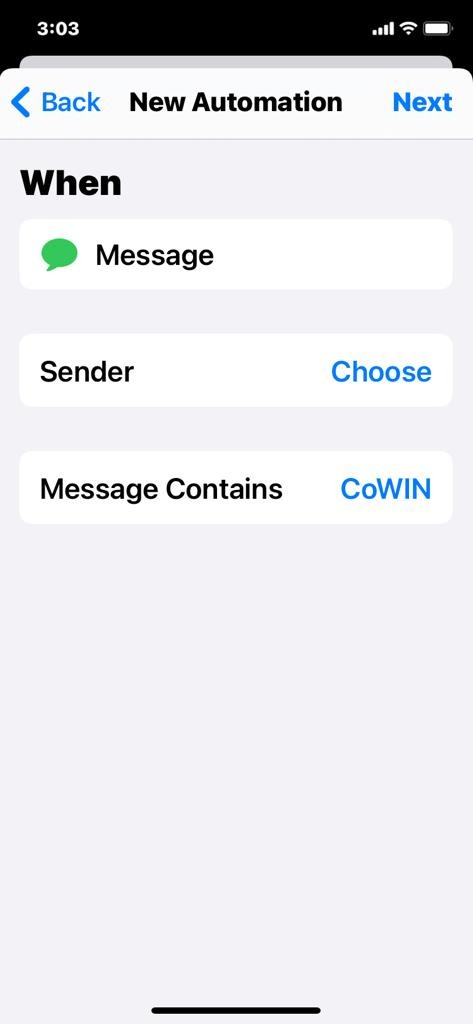 3:03
Back New Automation Next
When
Message
Sender Choose
Message Contains CoWIN